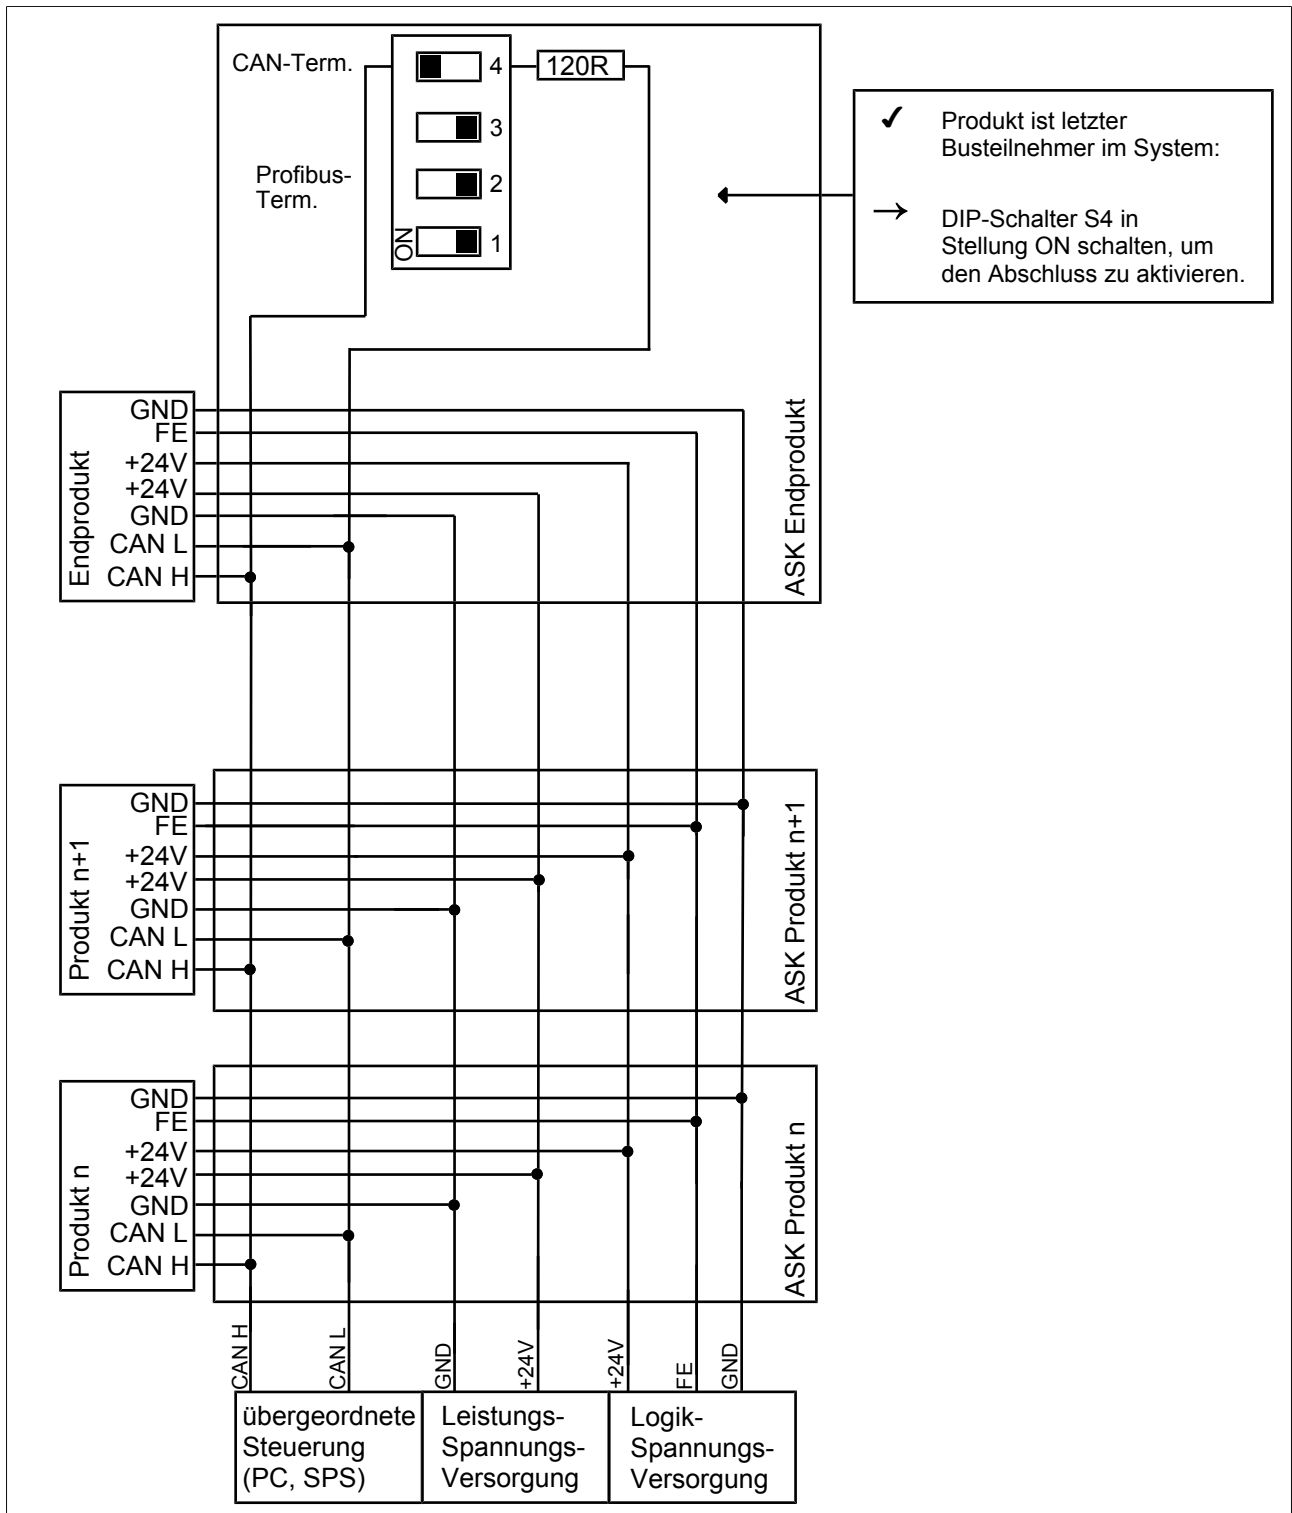 CAN-Term.
4
120R
3
Profibus-
Term.
2
1
ON
✓ Produkt ist letzter
Busteilnehmer im System:
→ DIP-Schalter S4 in
Stellung ON schalten, um
den Abschluss zu aktivieren.
Endprodukt
GND
FE
+24V
+24V
GND
CAN L
CAN H
ASK Endprodukt
Produkt n+1
GND
FE
+24V
+24V
GND
CAN L
CAN H
ASK Produkt n+1
Produkt n
GND
FE
+24V
+24V
GND
CAN L
CAN H
ASK Produkt n
CAN H
CAN L
GND
+24V
+24V
FE
GND
übergeordnete
Steuerung
(PC, SPS)
Leistungs-
Spannungs-
Versorgung
Logik-
Spannungs-
Versorgung